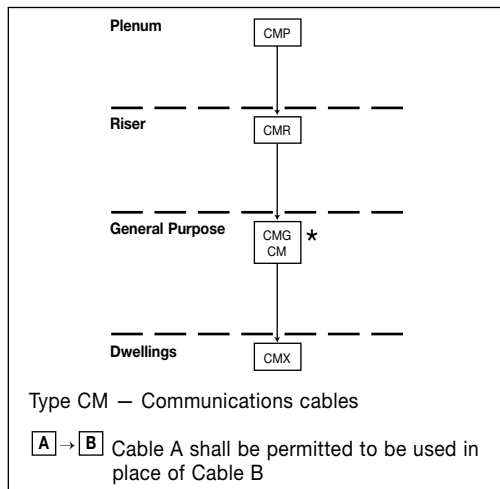 Plenum
CMP
Riser
CMR
General Purpose
CMG *
CM
Dwellings
CMX
Type CM — Communications cables
A → B Cable A shall be permitted to be used in
place of Cable B